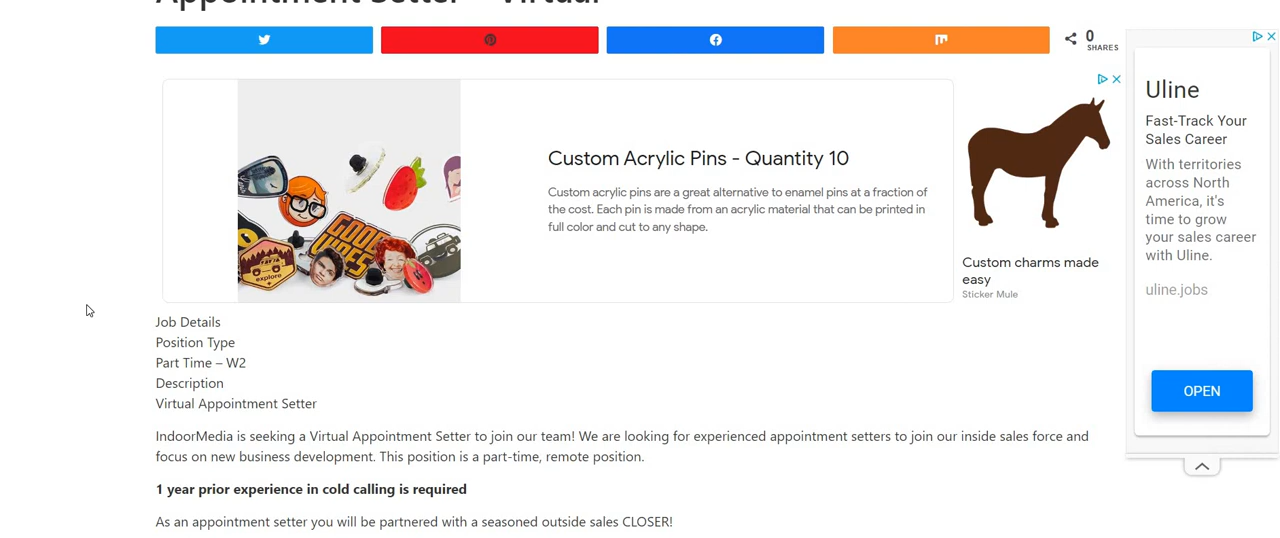 Appointment Setter – Virtual
0
SHARES
Custom Acrylic Pins - Quantity 10
Custom acrylic pins are a great alternative to enamel pins at a fraction of
the cost. Each pin is made from an acrylic material that can be printed in
full color and cut to any shape.
GOOD
VIBES
explore
Custom charms made
easy
Sticker Mule
Uline
Fast-Track Your
Sales Career
With territories
across North
America, it's
time to grow
your sales career
with Uline.
uline.jobs
OPEN
Job Details
Position Type
Part Time – W2
Description
Virtual Appointment Setter
IndoorMedia is seeking a Virtual Appointment Setter to join our team! We are looking for experienced appointment setters to join our inside sales force and
focus on new business development. This position is a part-time, remote position.
1 year prior experience in cold calling is required
As an appointment setter you will be partnered with a seasoned outside sales CLOSER!